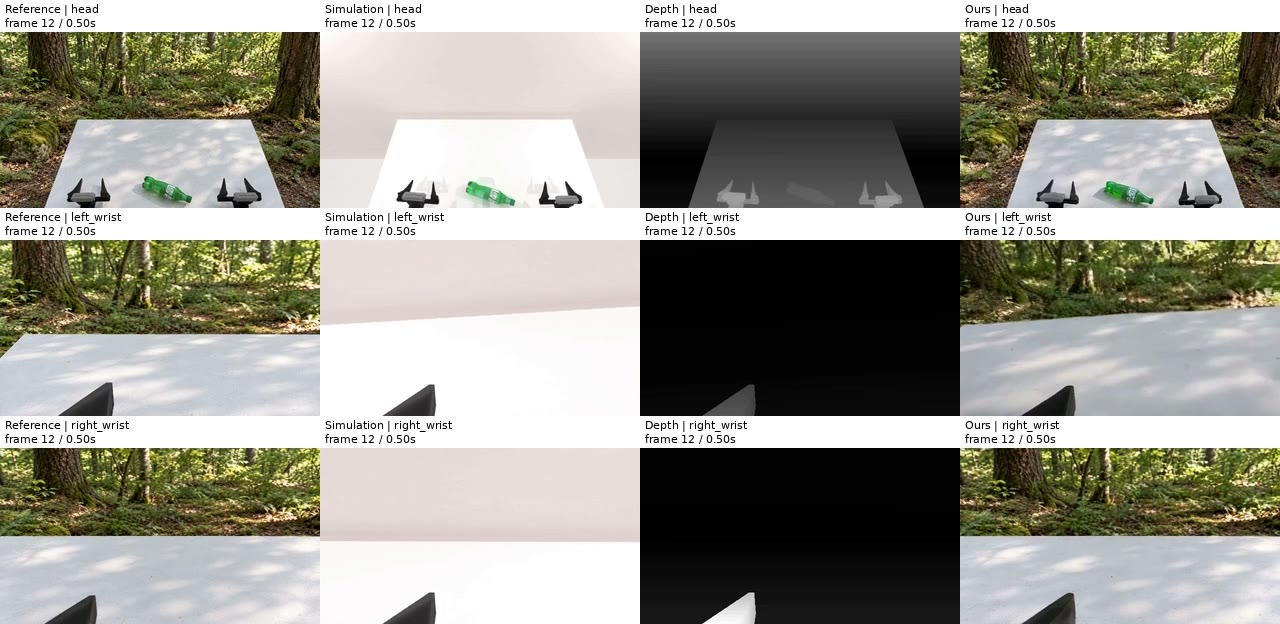 Reference | head
frame 12 / 0.50s
Simulation | head
frame 12 / 0.50s
Depth | head
frame 12 / 0.50s
Ours | head
frame 12 / 0.50s
Reference | left_wrist
frame 12 / 0.50s
Simulation | left_wrist
frame 12 / 0.50s
Depth | left_wrist
frame 12 / 0.50s
Ours | left_wrist
frame 12 / 0.50s
Reference | right_wrist
frame 12 / 0.50s
Simulation | right_wrist
frame 12 / 0.50s
Depth | right_wrist
frame 12 / 0.50s
Ours | right_wrist
frame 12 / 0.50s